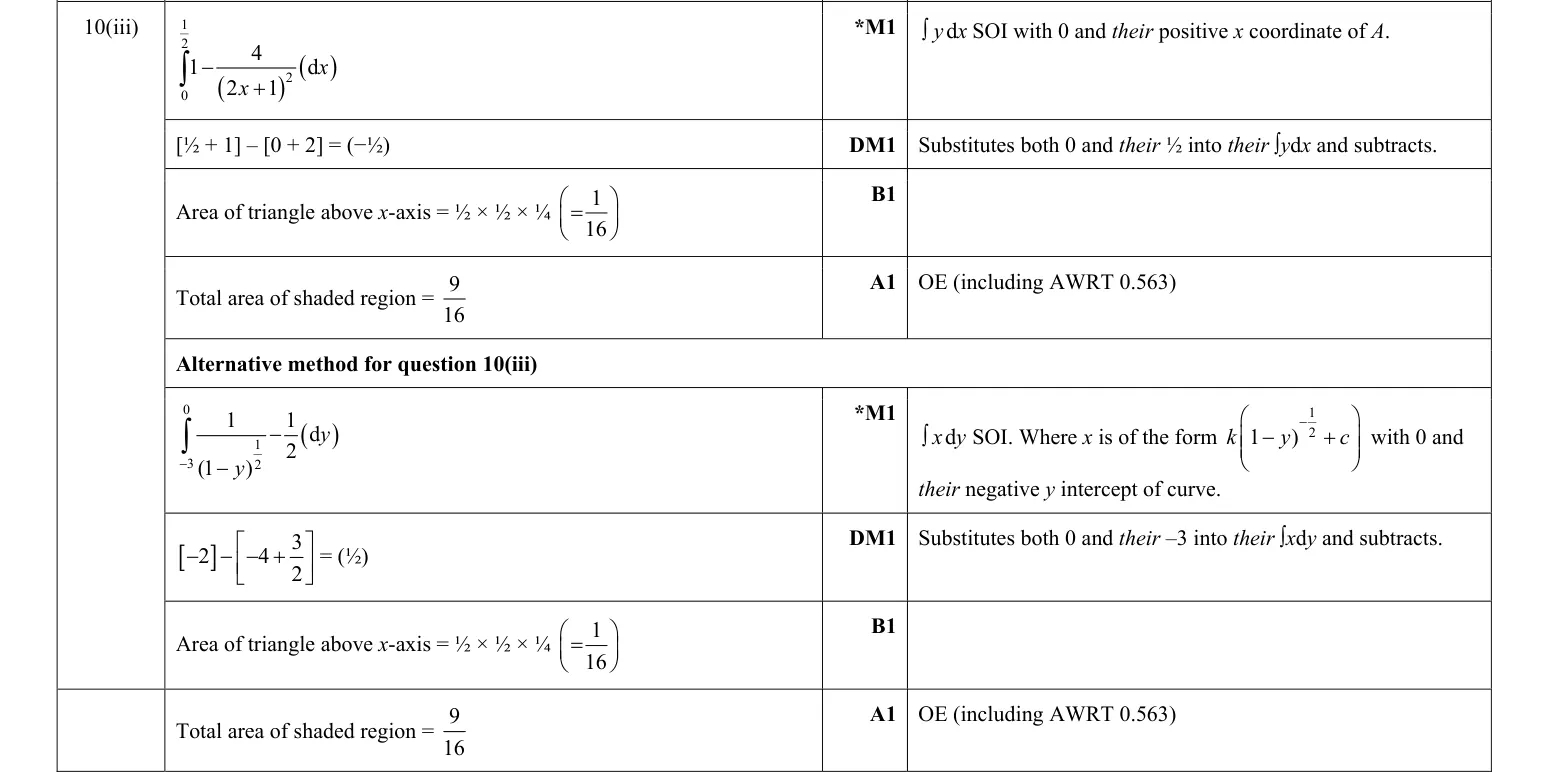 10(iii)
∫₀^{1/2} 1 − 4/(2x + 1)² (dx)
*M1
∫ y dx SOI with 0 and their positive x coordinate of A.
[½ + 1] – [0 + 2] = (−½)
DM1
Substitutes both 0 and their ½ into their ∫ydx and subtracts.
Area of triangle above x-axis = ½ × ½ × ¼ (= 1/16)
B1
Total area of shaded region = 9/16
A1
OE (including AWRT 0.563)
Alternative method for question 10(iii)
∫₋₃^0 1/(1 − y)^{1/2} − 1/2 (dy)
*M1
∫ x dy SOI. Where x is of the form k(1 − y)^{−1/2} + c) with 0 and
their negative y intercept of curve.
[−2] − [−4 + 3/2] = (½)
DM1
Substitutes both 0 and their –3 into their ∫xdy and subtracts.
Area of triangle above x-axis = ½ × ½ × ¼ (= 1/16)
B1
Total area of shaded region = 9/16
A1
OE (including AWRT 0.563)